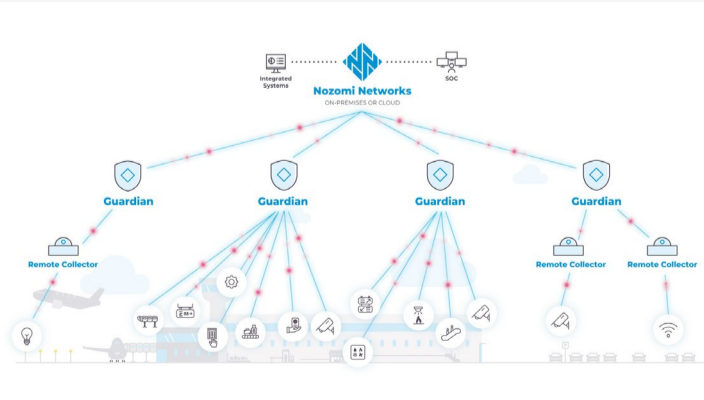 Integrated
Systems
SOC
Nozomi Networks
ON-PREMISES OR CLOUD
Guardian
Guardian
Guardian
Guardian
Remote Collector
Remote Collector
Remote Collector